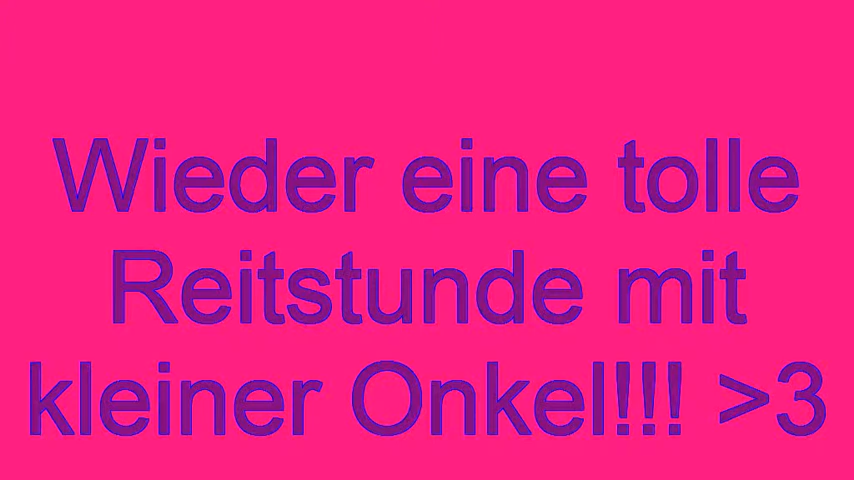 Wieder eine tolle
Reitstunde mit
kleiner Onkel!!! >3